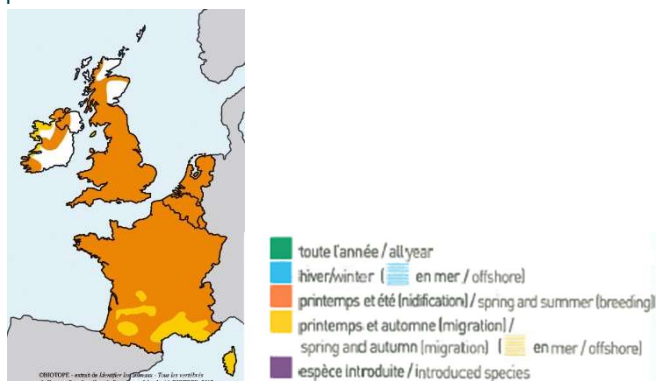 toute l'année / all year
hiver/winter ( en mer / offshore)
printemps et été (nidification) / spring and summer (breeding)
printemps et automne (migration) /
spring and autumn (migration) ( en mer / offshore)
espèce introduite / introduced species
©BIOTOPE - extrait de Identifier les oiseaux - Tous les vertébrés